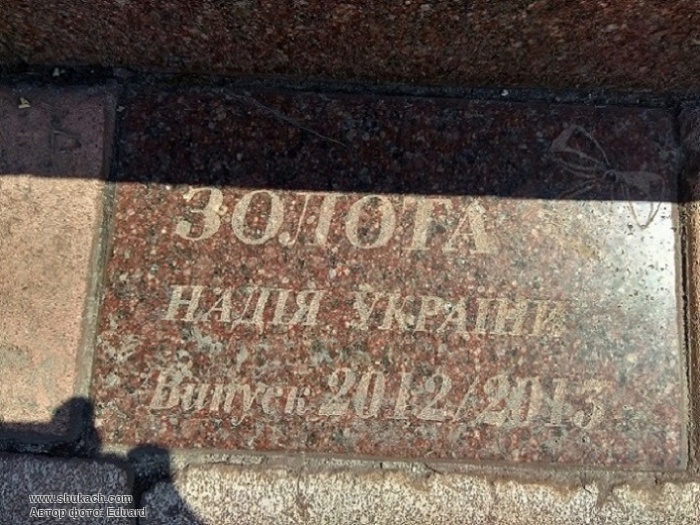 ЗОЛОТА
НАДІЯ УКРАЇНИ
Випуск 2012/2013
www.shukach.com
Автор фото: Eduard